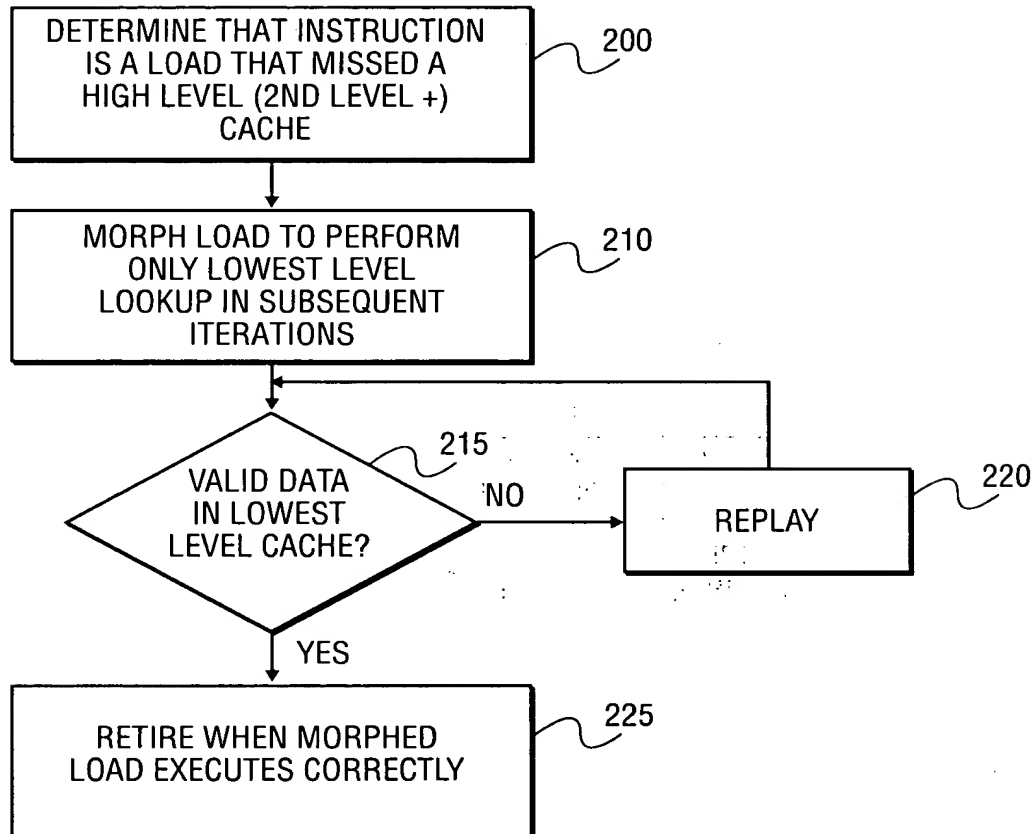 DETERMINE THAT INSTRUCTION
IS A LOAD THAT MISSED A
HIGH LEVEL (2ND LEVEL +)
CACHE
200
MORPH LOAD TO PERFORM
ONLY LOWEST LEVEL
LOOKUP IN SUBSEQUENT
ITERATIONS
210
VALID DATA
IN LOWEST
LEVEL CACHE?
215
NO
REPLAY
220
YES
RETIRE WHEN MORPHED
LOAD EXECUTES CORRECTLY
225